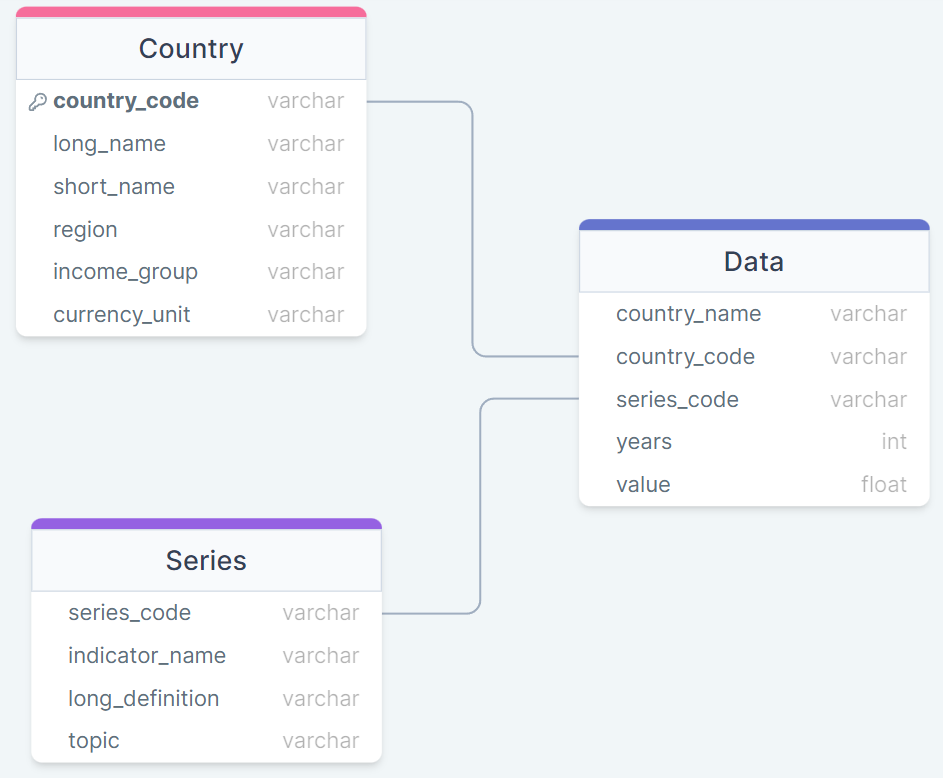 Country
country_code varchar
long_name varchar
short_name varchar
region varchar
income_group varchar
currency_unit varchar
Data
country_name varchar
country_code varchar
series_code varchar
years int
value float
Series
series_code varchar
indicator_name varchar
long_definition varchar
topic varchar